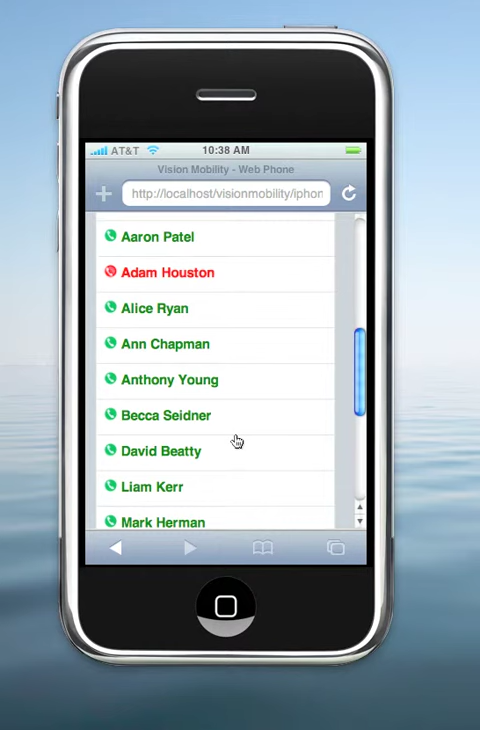 AT&T 10:38 AM
Vision Mobility - Web Phone
http://localhost/visionmobility/iphon
Aaron Patel
Adam Houston
Alice Ryan
Ann Chapman
Anthony Young
Becca Seidner
David Beatty
Liam Kerr
Mark Herman